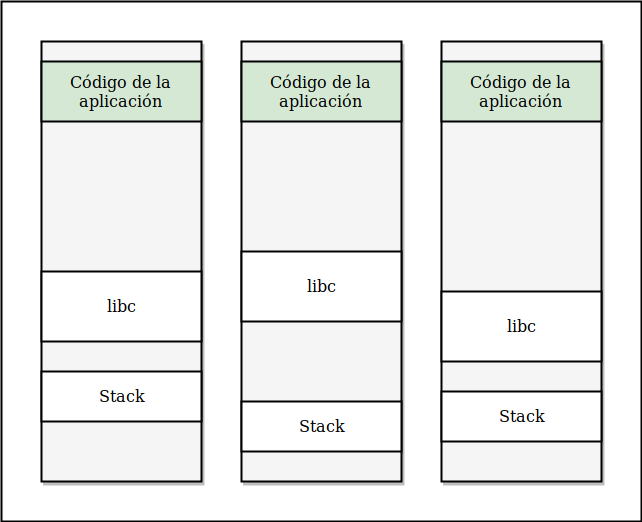 Código de la
aplicación
libc
Stack
Código de la
aplicación
libc
Stack
Código de la
aplicación
libc
Stack